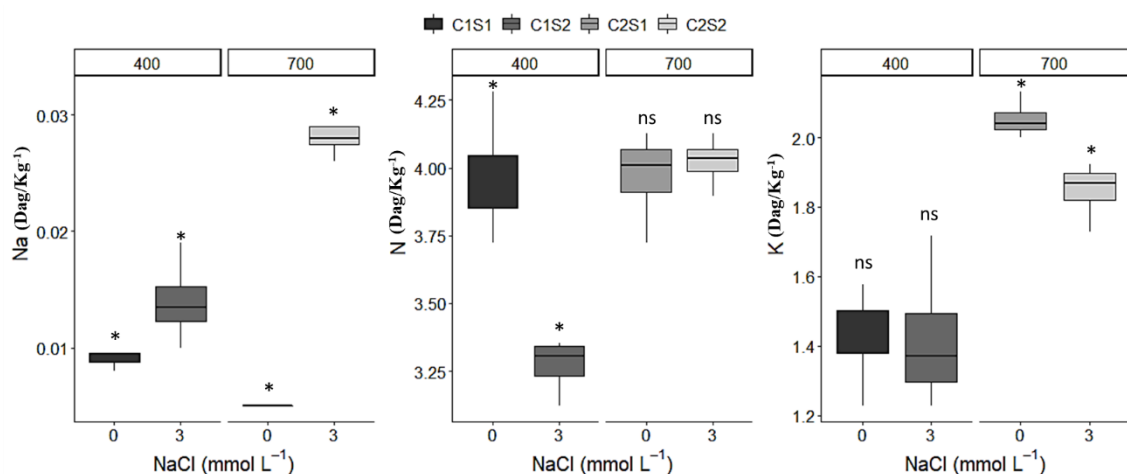 C1S1 C1S2 C2S1 C2S2
400 700
Na (Dag/Kg⁻¹)
0.03
0.02
0.01
* * * *
0 3 0 3
NaCl (mmol L⁻¹)
400 700
N (Dag/Kg⁻¹)
4.25
4.00
3.75
3.50
3.25
* * ns ns
0 3 0 3
NaCl (mmol L⁻¹)
400 700
K (Dag/Kg⁻¹)
2.0
1.8
1.6
1.4
1.2
ns ns * *
0 3 0 3
NaCl (mmol L⁻¹)